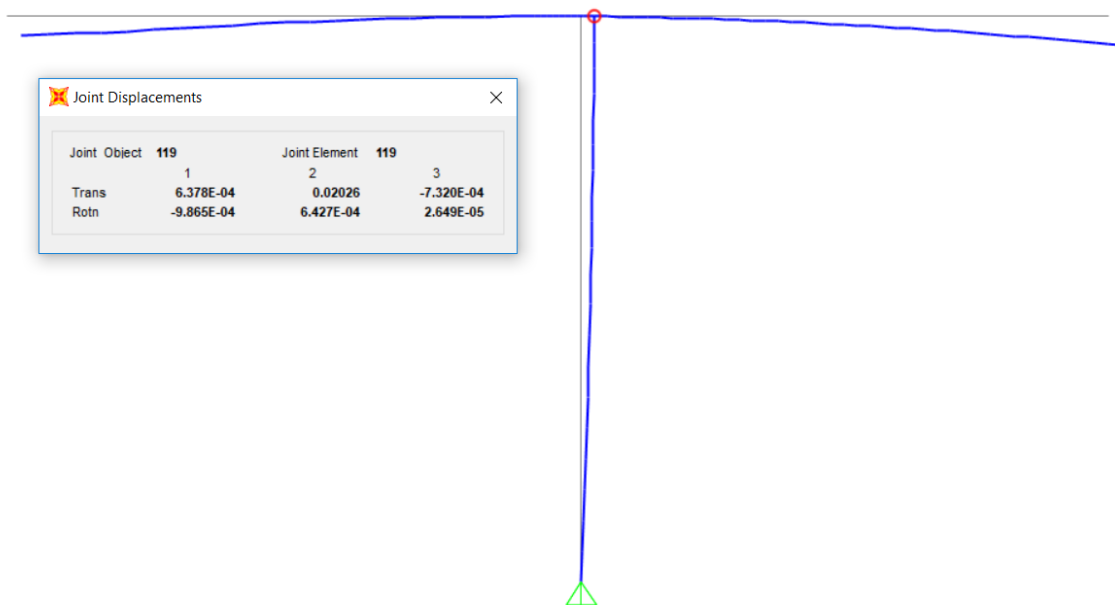 Joint Displacements
Joint Object 119 Joint Element 119
1 2 3
Trans 6.378E-04 0.02026 -7.320E-04
Rotn -9.865E-04 6.427E-04 2.649E-05